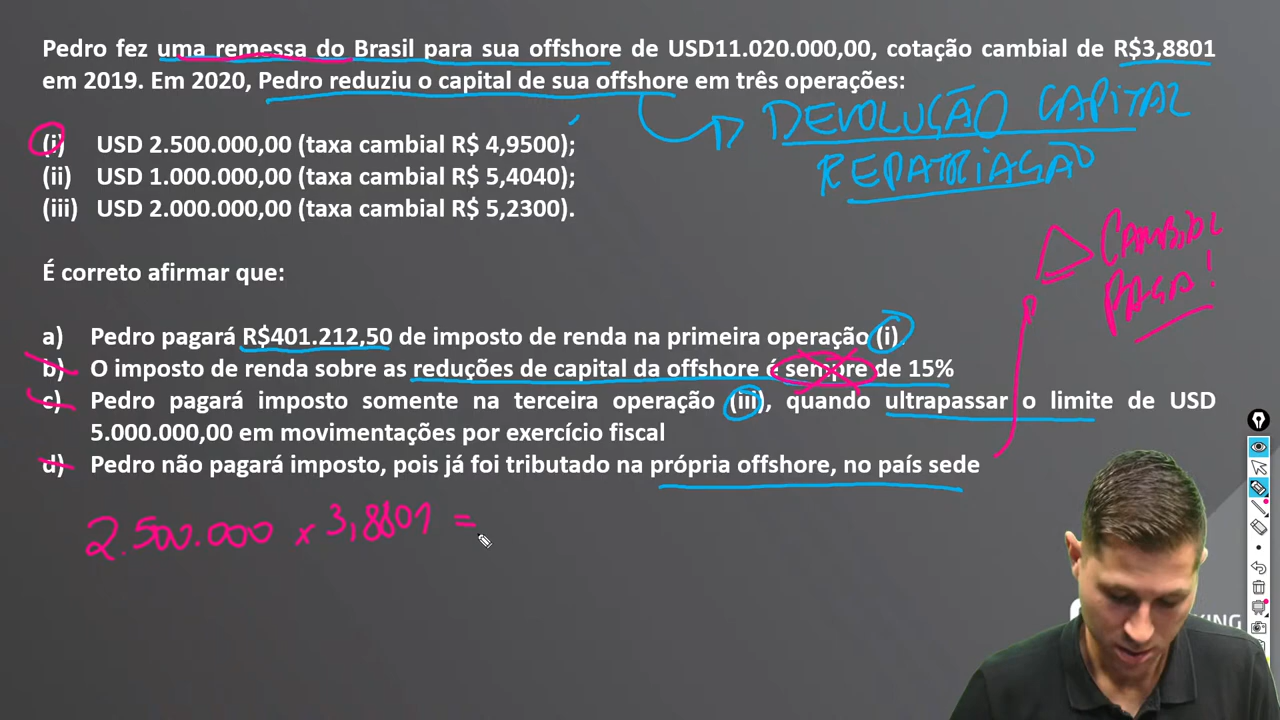 Pedro fez uma remessa do Brasil para sua offshore de USD11.020.000,00, cotação cambial de R$3,8801
em 2019. Em 2020, Pedro reduziu o capital de sua offshore em três operações:
DEVOLUÇÃO CAPITAL
REPATRIAÇÃO
(i) USD 2.500.000,00 (taxa cambial R$ 4,9500);
(ii) USD 1.000.000,00 (taxa cambial R$ 5,4040);
(iii) USD 2.000.000,00 (taxa cambial R$ 5,2300).
CAMBIAL
PAGA!
É correto afirmar que:
a) Pedro pagará R$401.212,50 de imposto de renda na primeira operação (i).
b) O imposto de renda sobre as reduções de capital da offshore é sempre de 15%
c) Pedro pagará imposto somente na terceira operação (iii), quando ultrapassar o limite de USD
5.000.000,00 em movimentações por exercício fiscal
d) Pedro não pagará imposto, pois já foi tributado na própria offshore, no país sede
2.500.000 x 3,8801 =